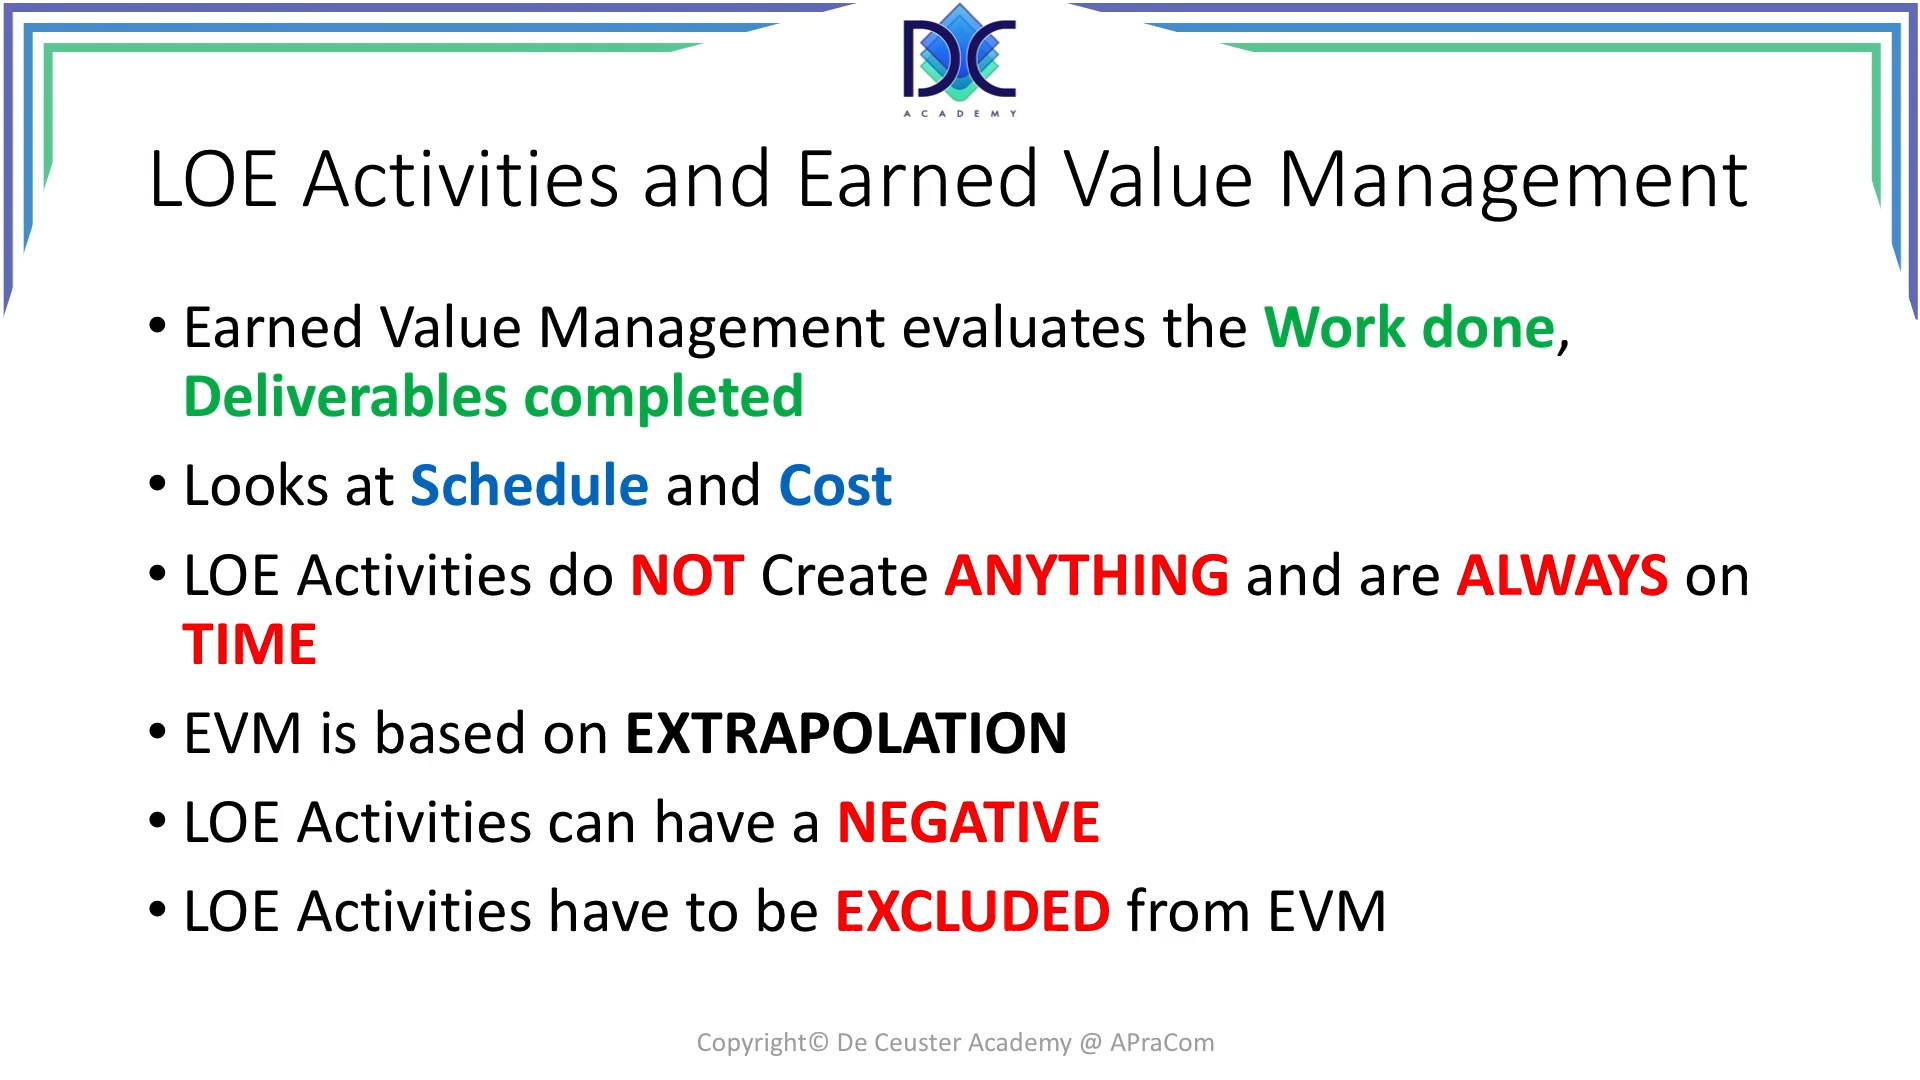 DC
ACADEMY
LOE Activities and Earned Value Management
• Earned Value Management evaluates the Work done,
Deliverables completed
• Looks at Schedule and Cost
• LOE Activities do NOT Create ANYTHING and are ALWAYS on
TIME
• EVM is based on EXTRAPOLATION
• LOE Activities can have a NEGATIVE
• LOE Activities have to be EXCLUDED from EVM
Copyright© De Ceuster Academy @ APraCom